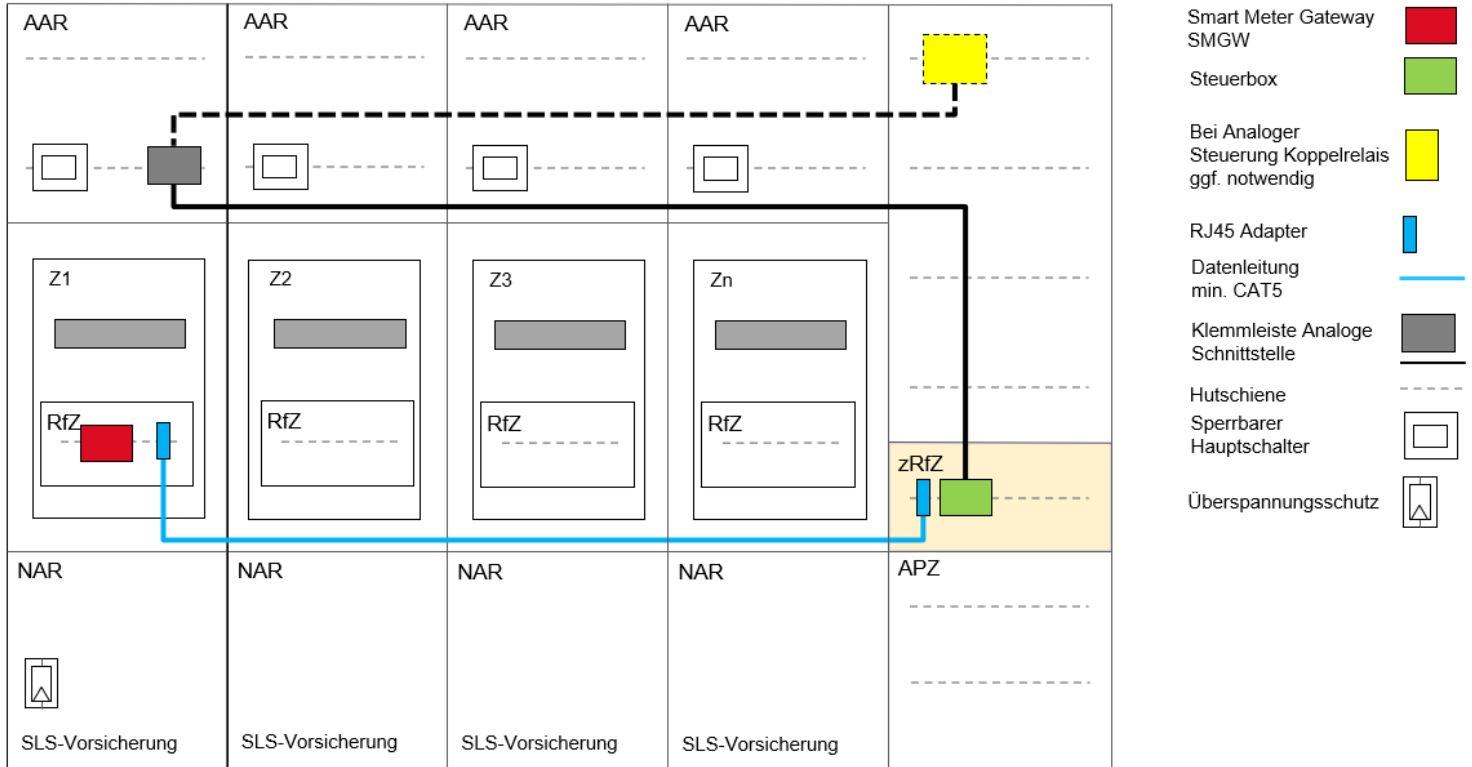 AAR
AAR
AAR
AAR
Z1
Z2
Z3
Zn
RfZ
RfZ
RfZ
RfZ
zRfZ
NAR
NAR
NAR
NAR
APZ
SLS-Vorsicherung
SLS-Vorsicherung
SLS-Vorsicherung
SLS-Vorsicherung
Smart Meter Gateway
SMGW
Steuerbox
Bei Analoger
Steuerung Koppelrelais
ggf. notwendig
RJ45 Adapter
Datenleitung
min. CAT5
Klemmleiste Analoge
Schnittstelle
Hutschiene
Sperrbarer
Hauptschalter
Überspannungsschutz